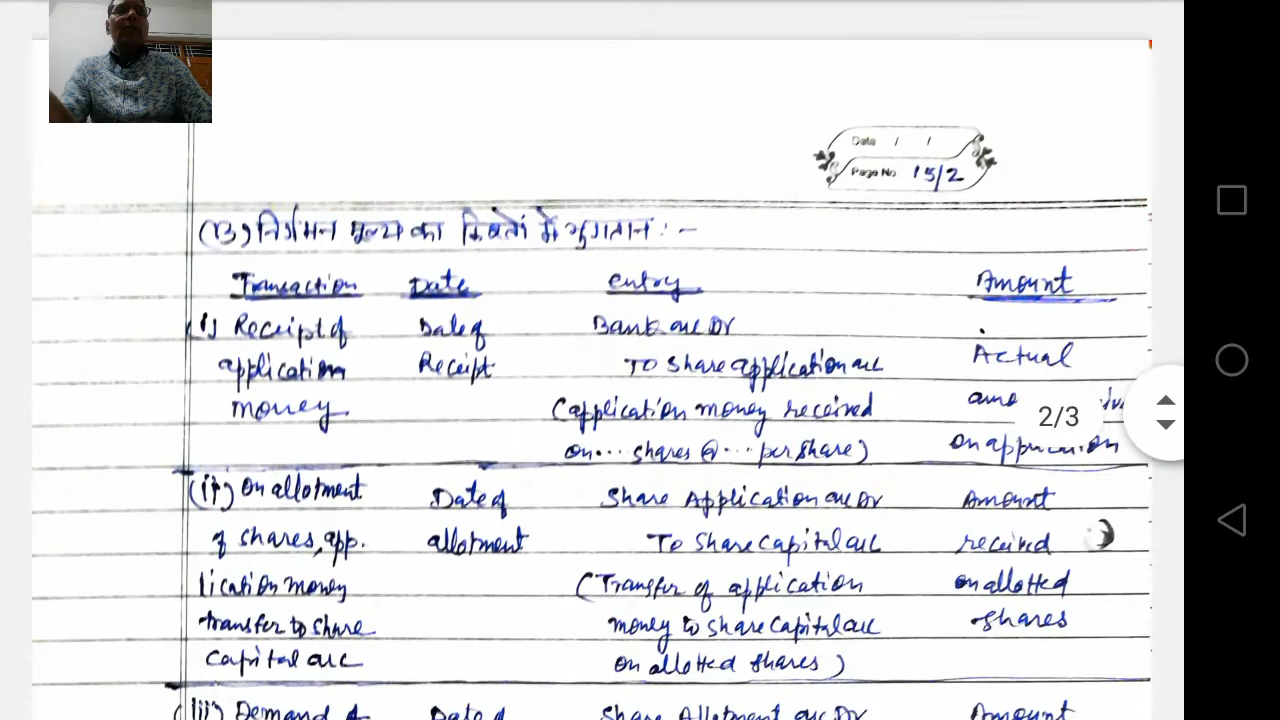 Date / /
Page No. 15/2
(B) निर्गमन मूल्य का किश्तों में भुगतान :-
Transaction Date entry Amount
(i) Receipt of Date of Bank a/c Dr
application Receipt To Share application a/c Actual
money (application money received
on... shares @... per share) on application
2/3
(ii) On allotment Date of Share Application a/c Dr Amount
of shares, app. allotment To Share Capital a/c received
lication money (Transfer of application on allotted
transfer to share money to share capital a/c shares
Capital a/c on allotted shares)
(iii) Demand of Date of Share Allotment a/c Dr Amount